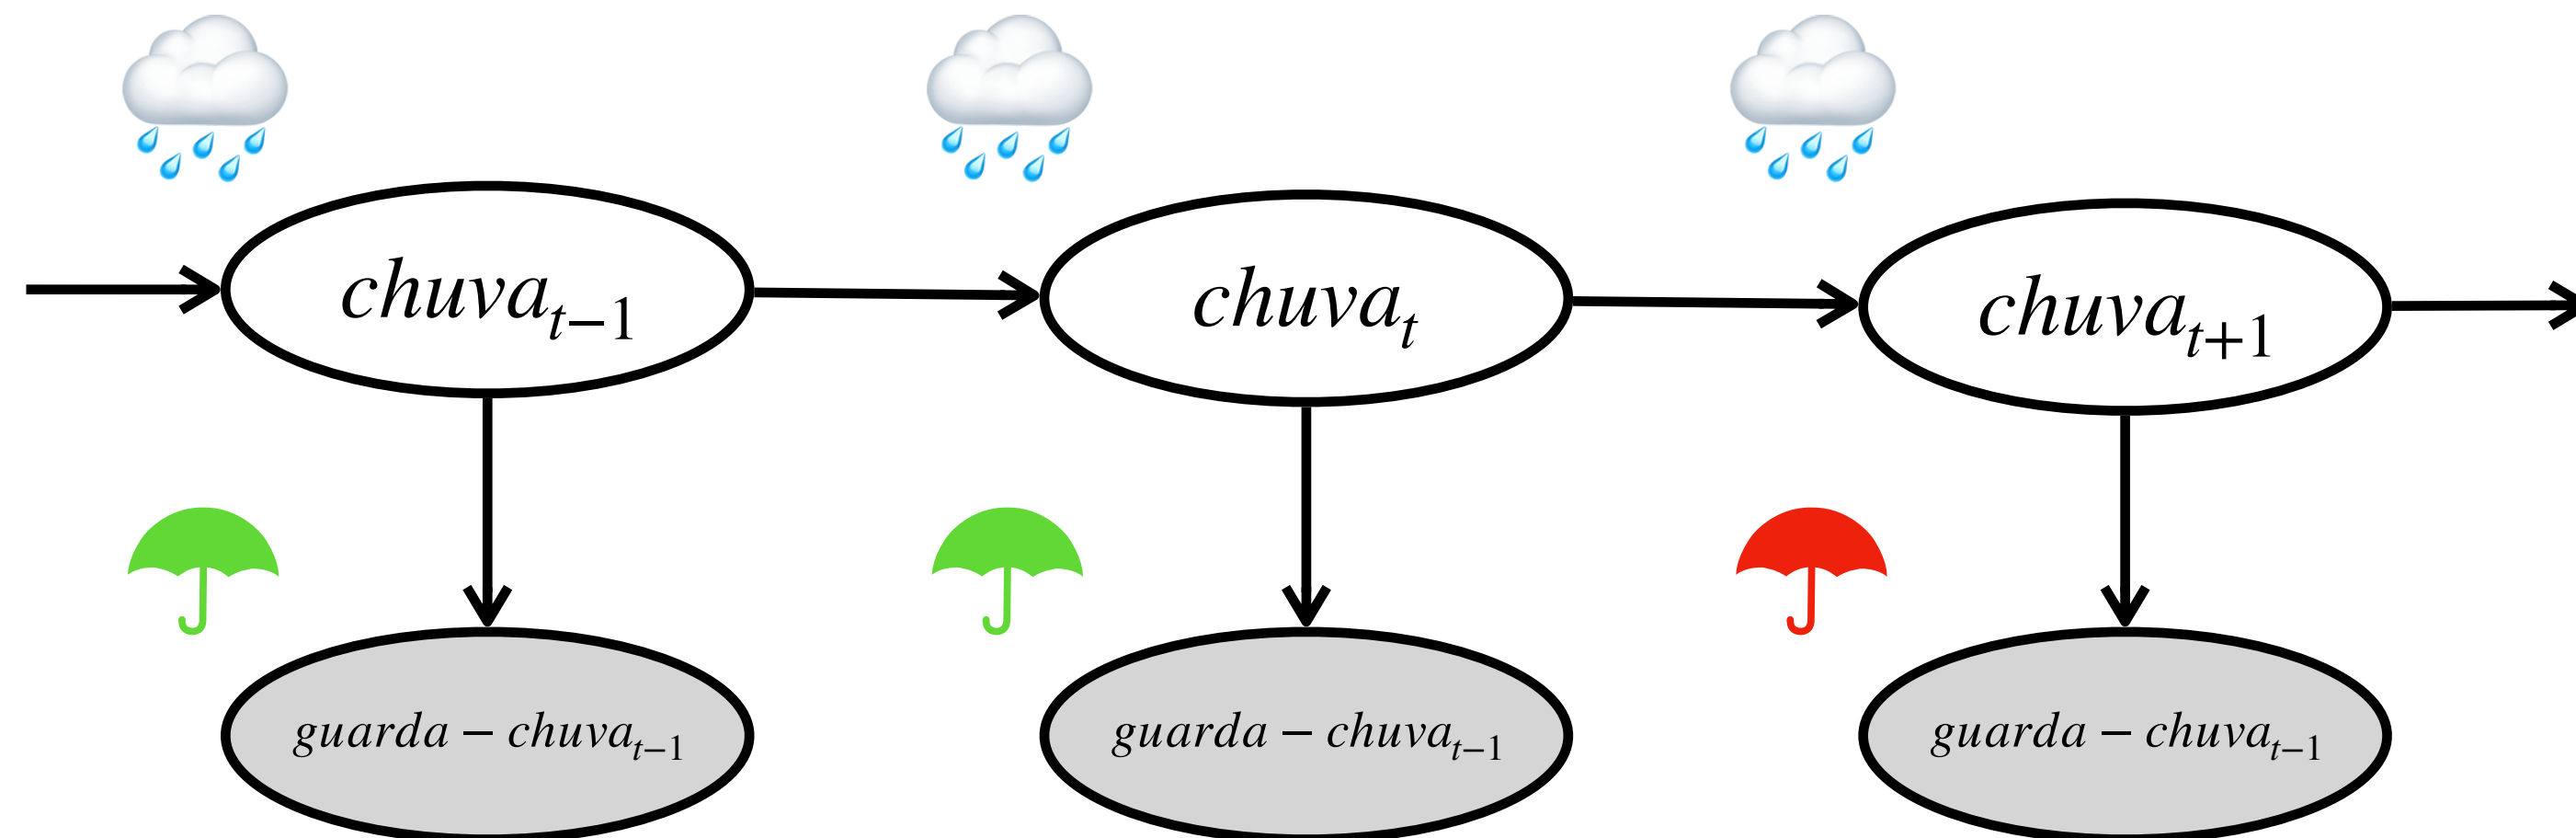 chuva_{t−1}
chuva_t
chuva_{t+1}
guarda − chuva_{t−1}
guarda − chuva_{t−1}
guarda − chuva_{t−1}